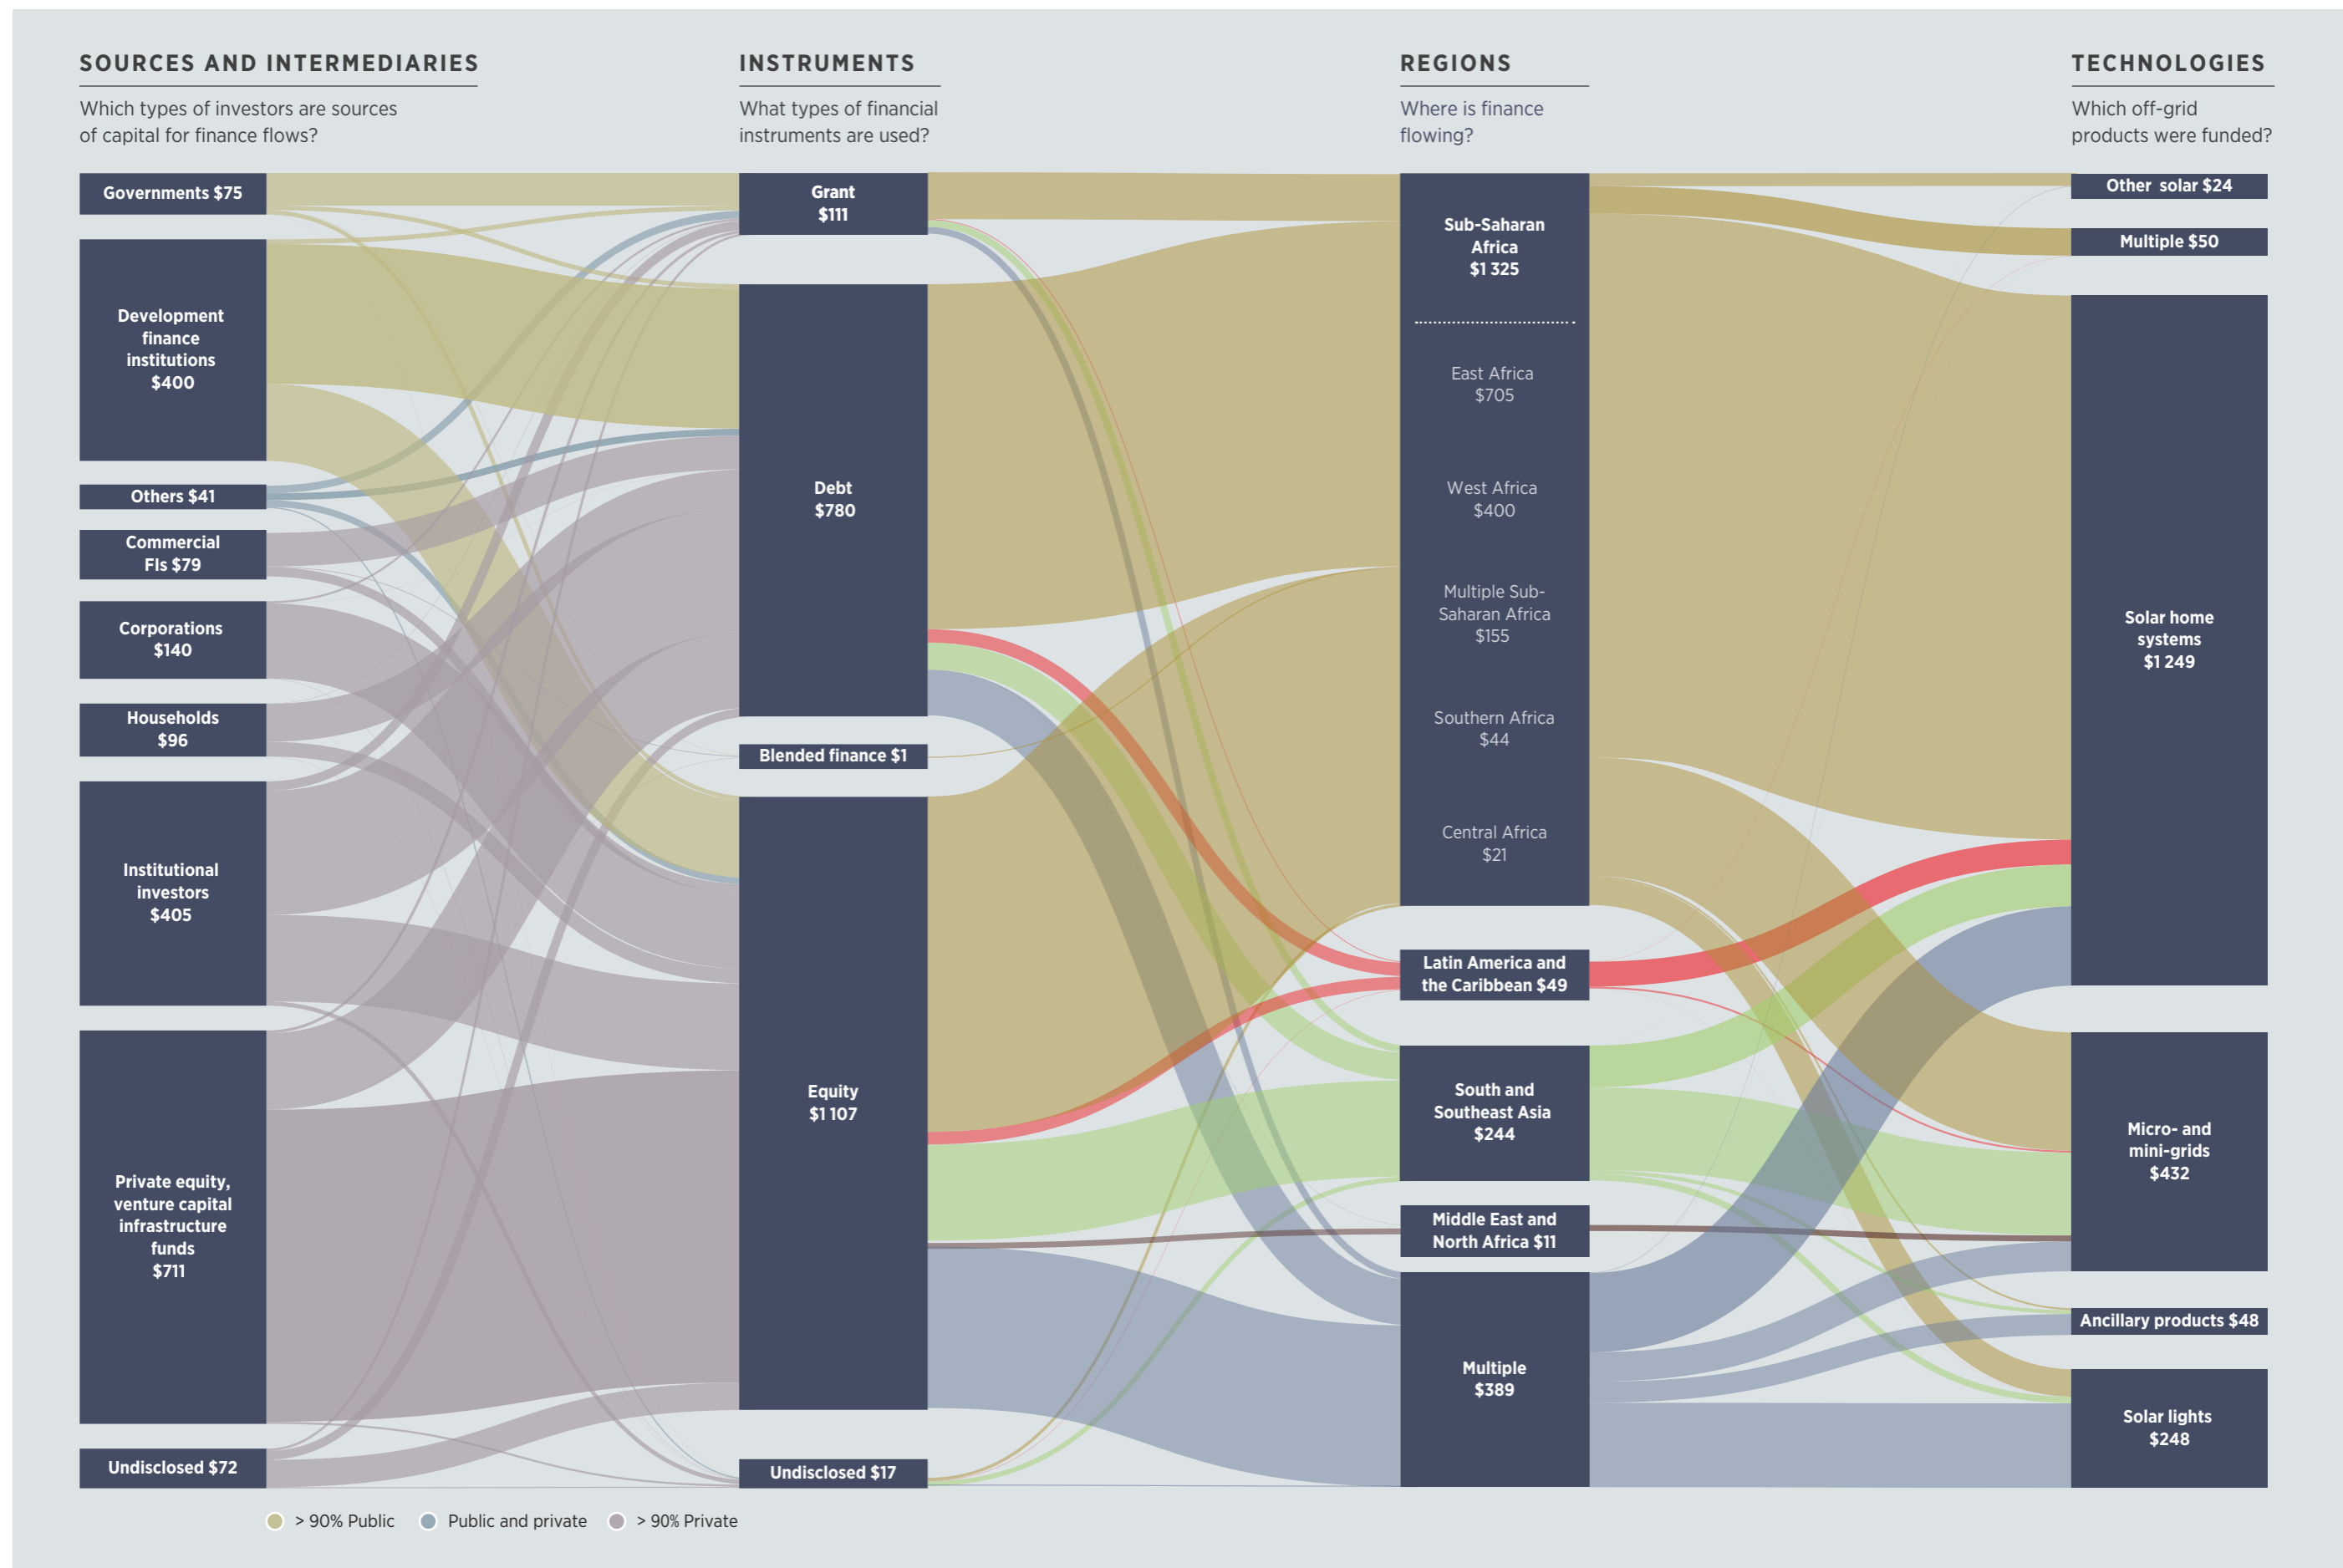 SOURCES AND INTERMEDIARIES
Which types of investors are sources
of capital for finance flows?
Governments $75
Development
finance
institutions
$400
Others $41
Commercial
FIs $79
Corporations
$140
Households
$96
Institutional
investors
$405
Private equity,
venture capital
infrastructure
funds
$711
Undisclosed $72
INSTRUMENTS
What types of financial
instruments are used?
Grant
$111
Debt
$780
Blended finance $1
Equity
$1 107
Undisclosed $17
REGIONS
Where is finance
flowing?
Sub-Saharan
Africa
$1 325
East Africa
$705
West Africa
$400
Multiple Sub-
Saharan Africa
$155
Southern Africa
$44
Central Africa
$21
Latin America and
the Caribbean $49
South and
Southeast Asia
$244
Middle East and
North Africa $11
Multiple
$389
TECHNOLOGIES
Which off-grid
products were funded?
Other solar $24
Multiple $50
Solar home
systems
$1 249
Micro- and
mini-grids
$432
Ancillary products $48
Solar lights
$248
> 90% Public
Public and private
> 90% Private